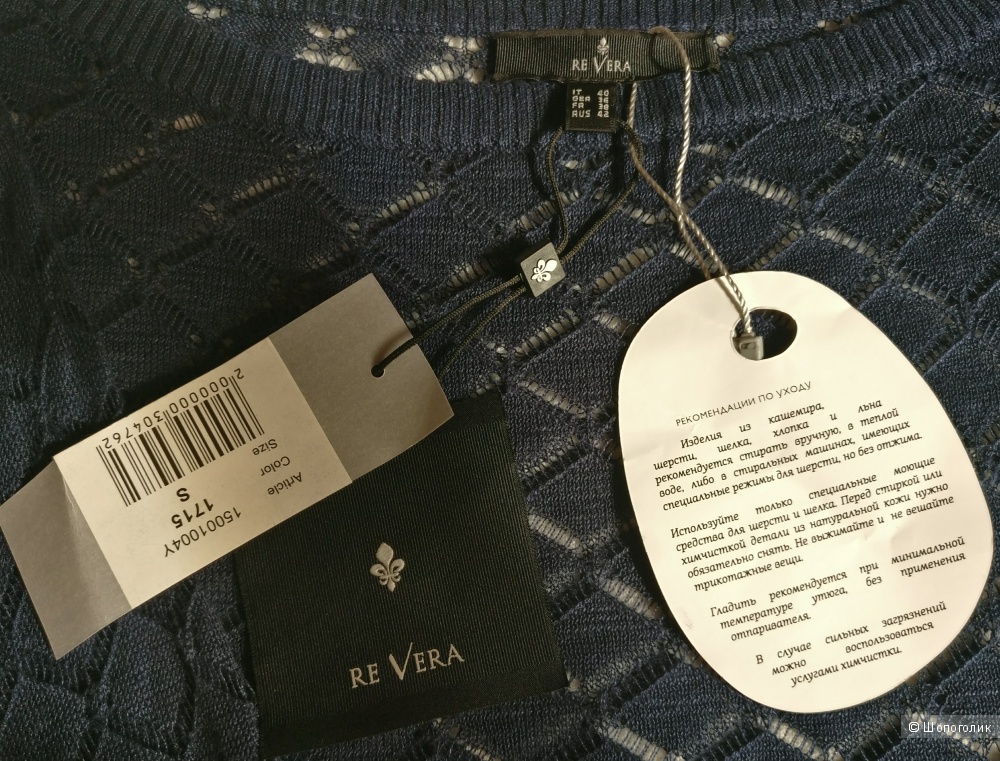 RE VERA
IT 40
GER 36
FR 38
RUS 42
2000000304762
Article 15001004Y
Color 1715
Size S
RE VERA
РЕКОМЕНДАЦИИ ПО УХОДУ
Изделия из кашемира,
шерсти, шелка, хлопка и льна
рекомендуется стирать вручную, в теплой
воде, либо в стиральных машинах, имеющих
специальные режимы для шерсти, но без отжима.
Используйте только специальные моющие
средства для шерсти и шелка. Перед стиркой или
химчисткой детали из натуральной кожи нужно
обязательно снять. Не выжимайте и не вешайте
трикотажные вещи.
Гладить рекомендуется при минимальной
температуре утюга, без применения
отпаривателя.
В случае сильных загрязнений
можно воспользоваться
услугами химчистки.
© Шопоголик